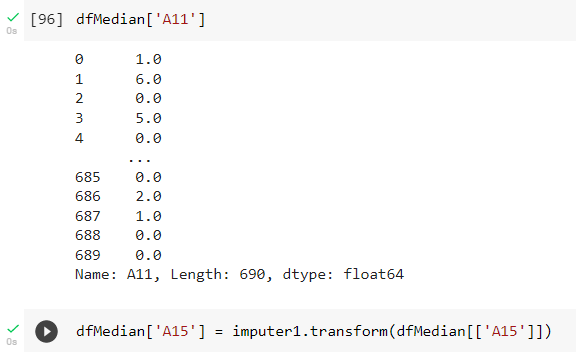 [96] dfMedian['A11']
0s
0 1.0
1 6.0
2 0.0
3 5.0
4 0.0
...
685 0.0
686 2.0
687 1.0
688 0.0
689 0.0
Name: A11, Length: 690, dtype: float64
dfMedian['A15'] = imputer1.transform(dfMedian[['A15']])
0s